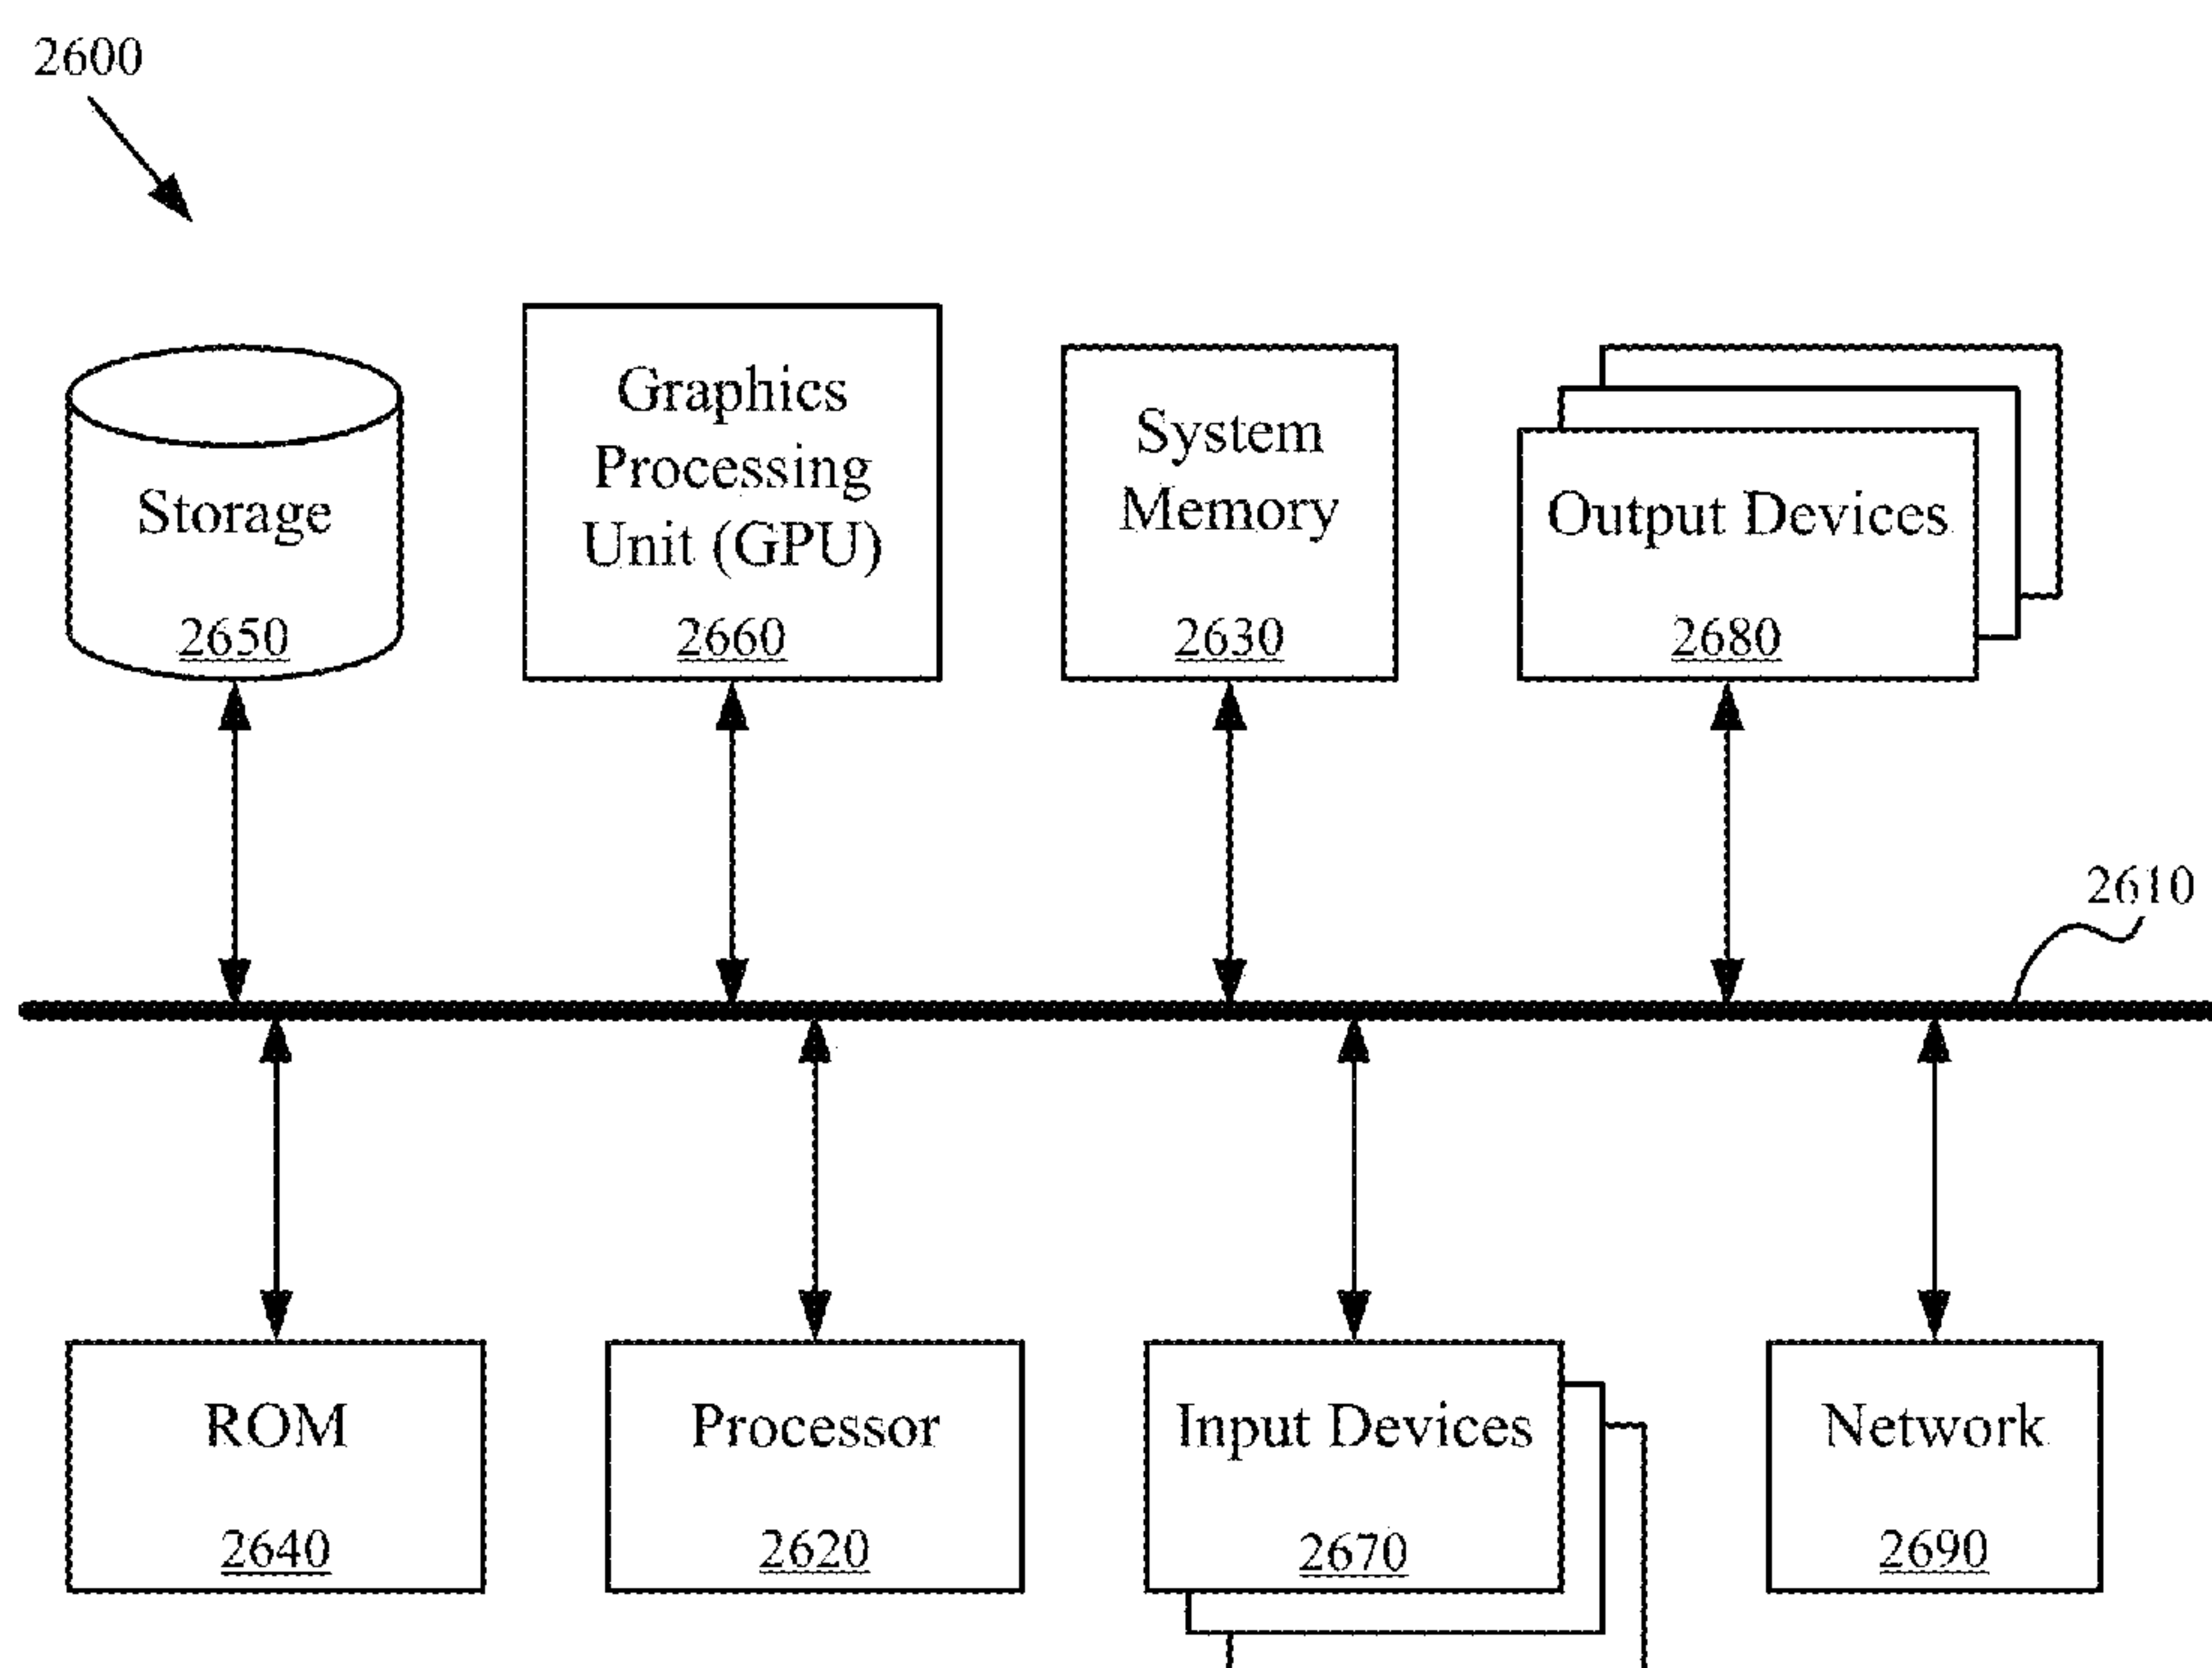 2600
Storage
2650
Graphics
Processing
Unit (GPU)
2660
System
Memory
2630
Output Devices
2680
2610
ROM
2640
Processor
2620
Input Devices
2670
Network
2690